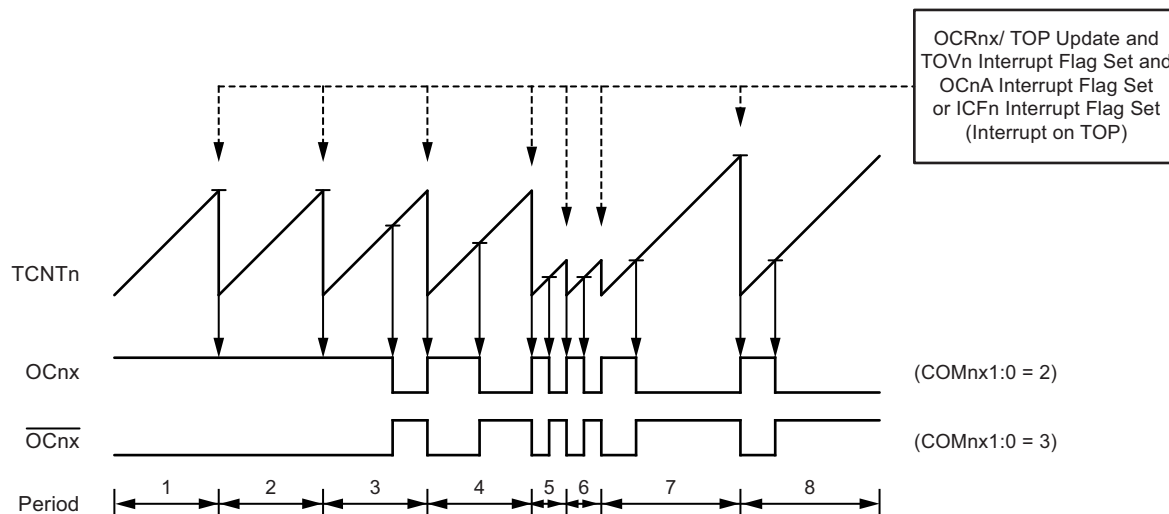 OCRnx/ TOP Update and
TOVn Interrupt Flag Set and
OCnA Interrupt Flag Set
or ICFn Interrupt Flag Set
(Interrupt on TOP)
TCNTn
OCnx
(COMnx1:0 = 2)
OCnx
(COMnx1:0 = 3)
Period
1 2 3 4 5 6 7 8